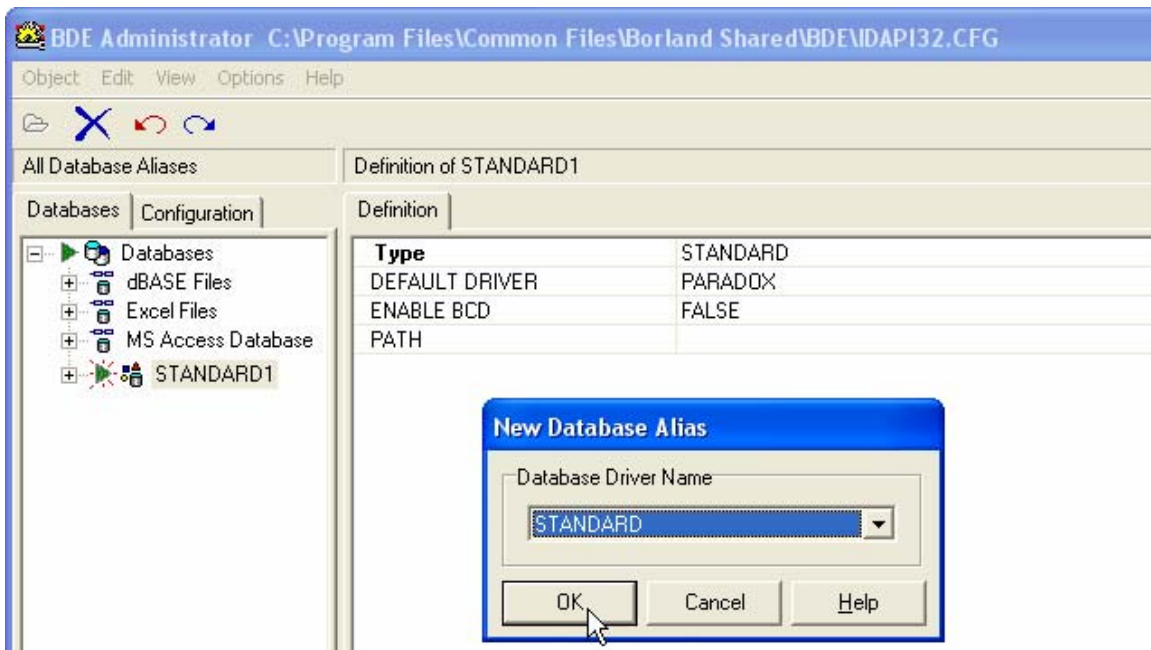 BDE Administrator C:\Program Files\Common Files\Borland Shared\BDE\IDAPI32.CFG
Object Edit View Options Help
All Database Aliases
Definition of STANDARD1
Databases Configuration
Definition
Databases
dBASE Files
Excel Files
MS Access Database
STANDARD1
Type STANDARD
DEFAULT DRIVER PARADOX
ENABLE BCD FALSE
PATH
New Database Alias
Database Driver Name
STANDARD
OK Cancel Help